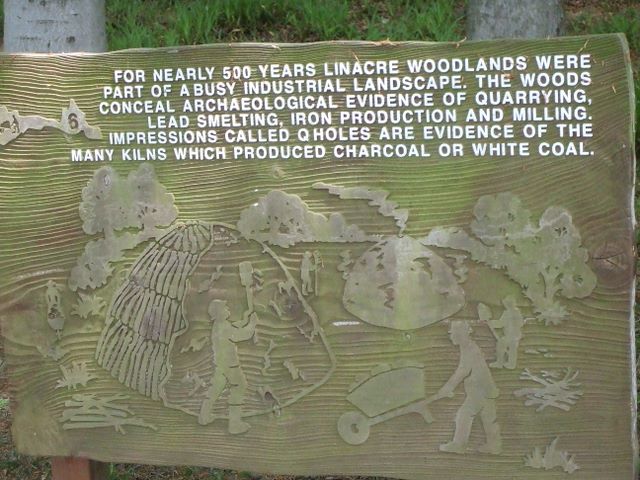 FOR NEARLY 500 YEARS LINACRE WOODLANDS WERE
PART OF A BUSY INDUSTRIAL LANDSCAPE. THE WOODS
CONCEAL ARCHAEOLOGICAL EVIDENCE OF QUARRYING,
LEAD SMELTING, IRON PRODUCTION AND MILLING.
IMPRESSIONS CALLED Q HOLES ARE EVIDENCE OF THE
MANY KILNS WHICH PRODUCED CHARCOAL OR WHITE COAL.
6